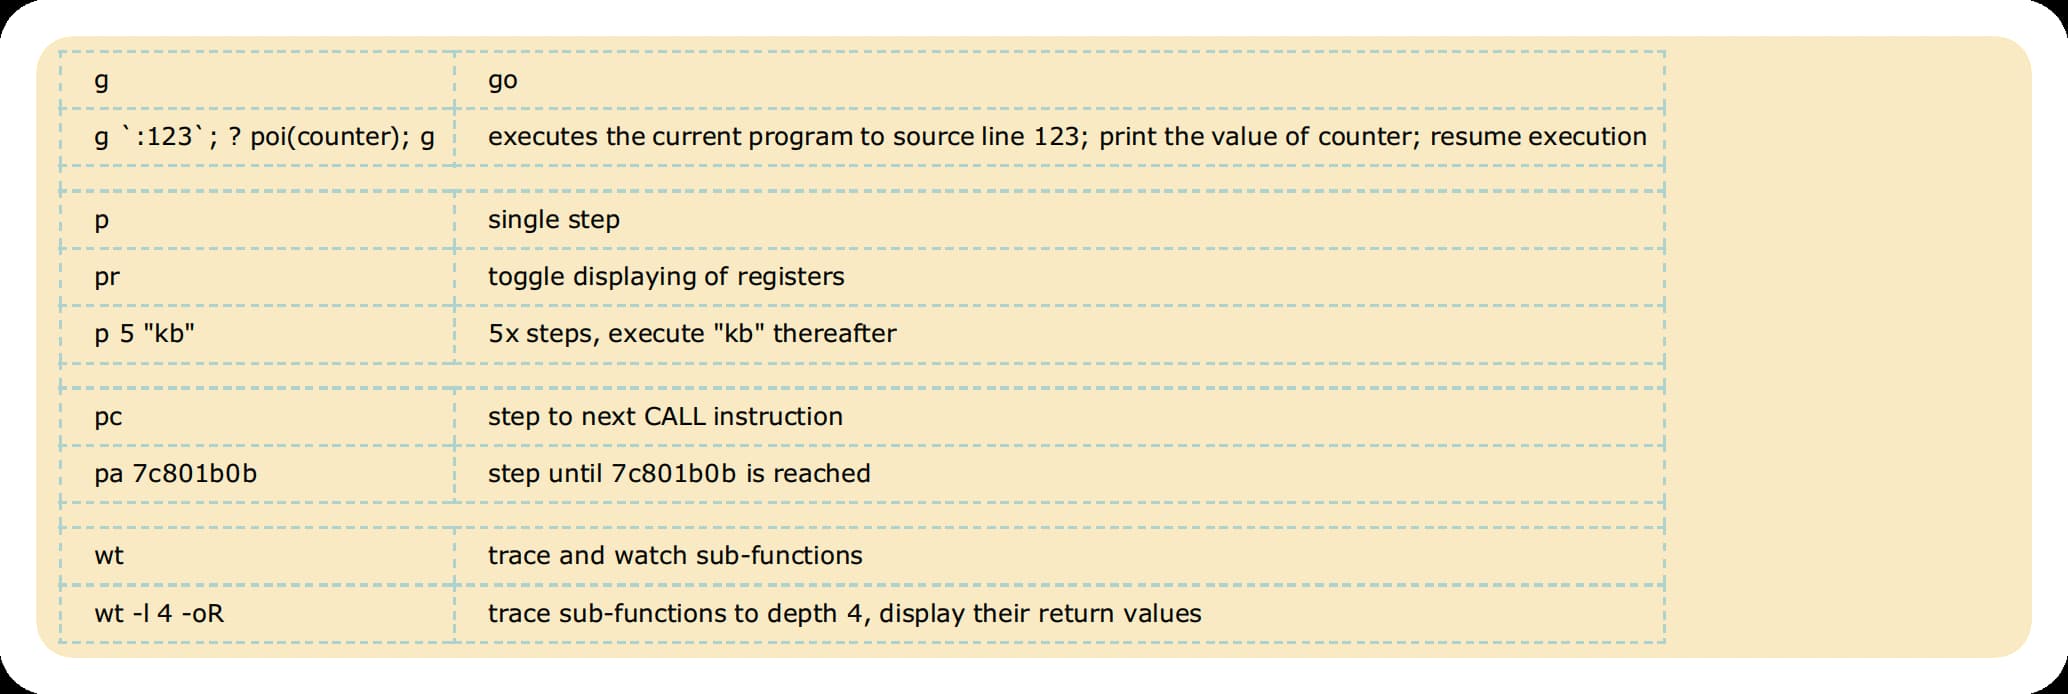 g go
g `:123`; ? poi(counter); g executes the current program to source line 123; print the value of counter; resume execution
p single step
pr toggle displaying of registers
p 5 "kb" 5x steps, execute "kb" thereafter
pc step to next CALL instruction
pa 7c801b0b step until 7c801b0b is reached
wt trace and watch sub-functions
wt -l 4 -oR trace sub-functions to depth 4, display their return values